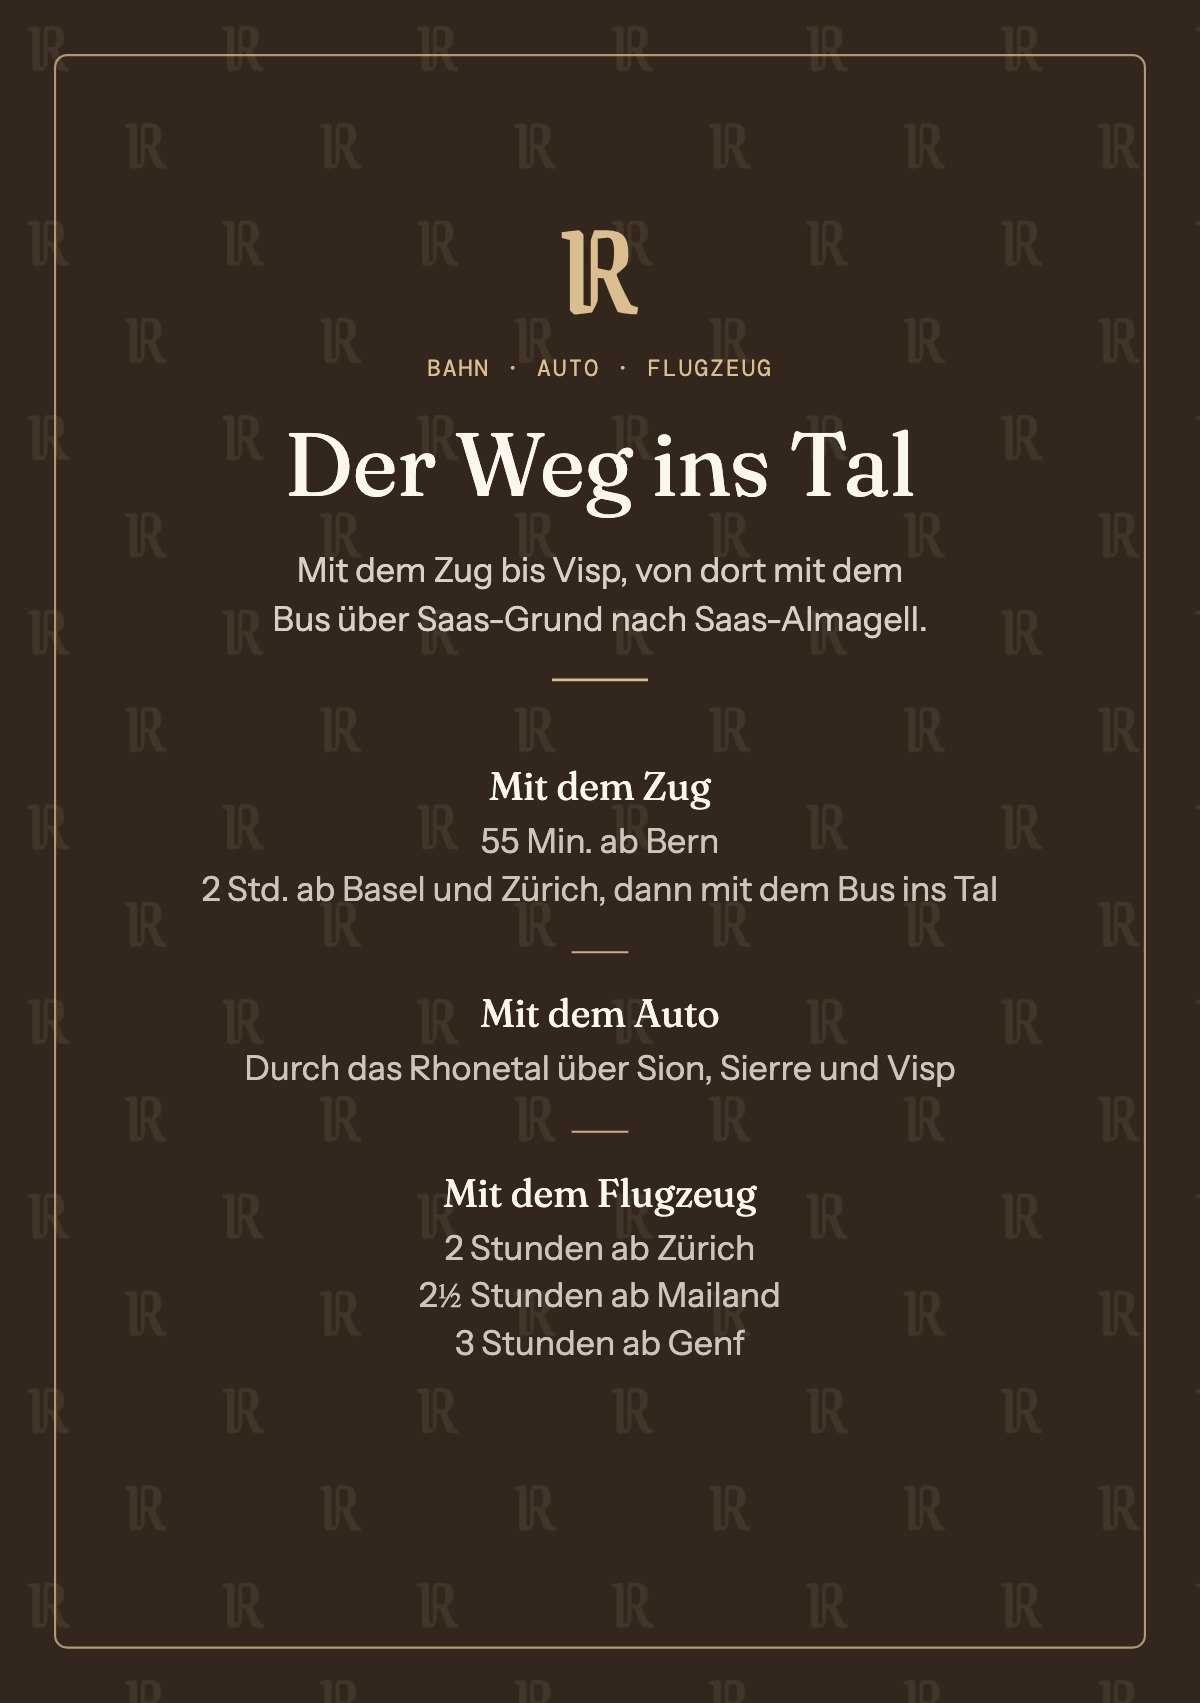 R
BAHN · AUTO · FLUGZEUG
Der Weg ins Tal
Mit dem Zug bis Visp, von dort mit dem
Bus über Saas-Grund nach Saas-Almagell.
Mit dem Zug
55 Min. ab Bern
2 Std. ab Basel und Zürich, dann mit dem Bus ins Tal
Mit dem Auto
Durch das Rhonetal über Sion, Sierre und Visp
Mit dem Flugzeug
2 Stunden ab Zürich
2½ Stunden ab Mailand
3 Stunden ab Genf